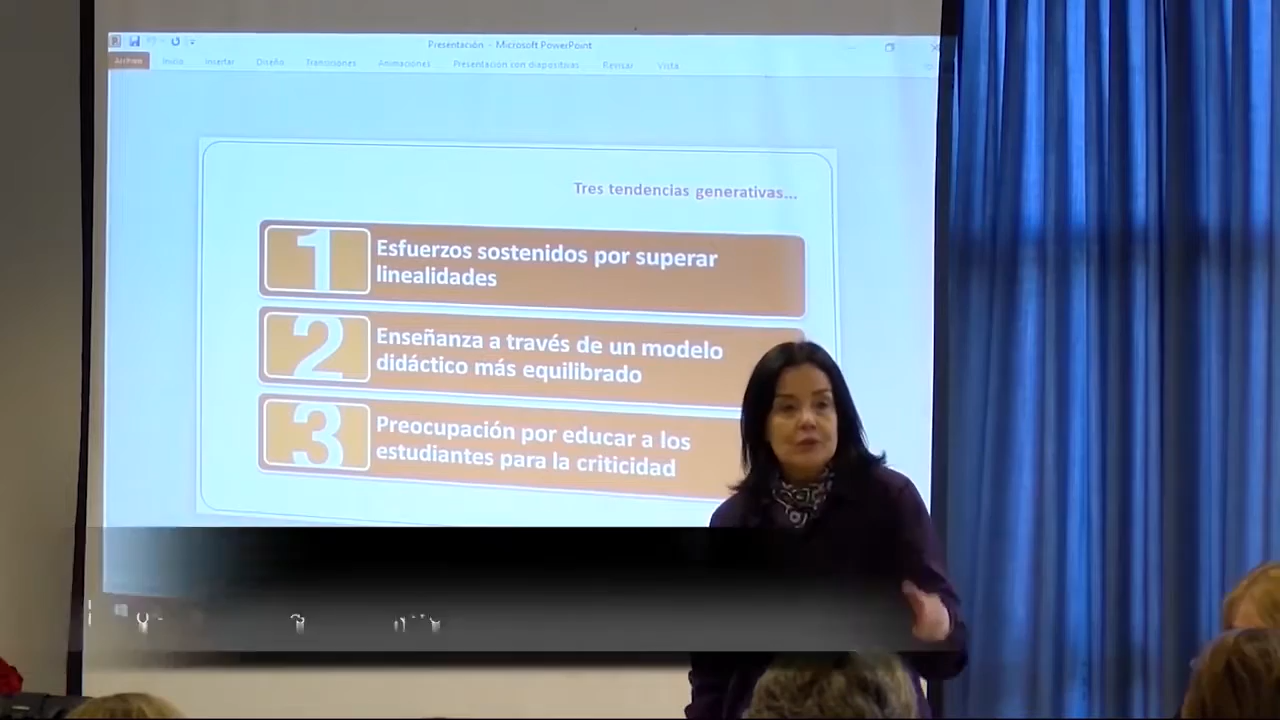 Presentación - Microsoft PowerPoint
Archivo Inicio Insertar Diseño Transiciones Animaciones Presentación con diapositivas Revisar Vista
Tres tendencias generativas...
1 Esfuerzos sostenidos por superar
linealidades
2 Enseñanza a través de un modelo
didáctico más equilibrado
3 Preocupación por educar a los
estudiantes para la criticidad